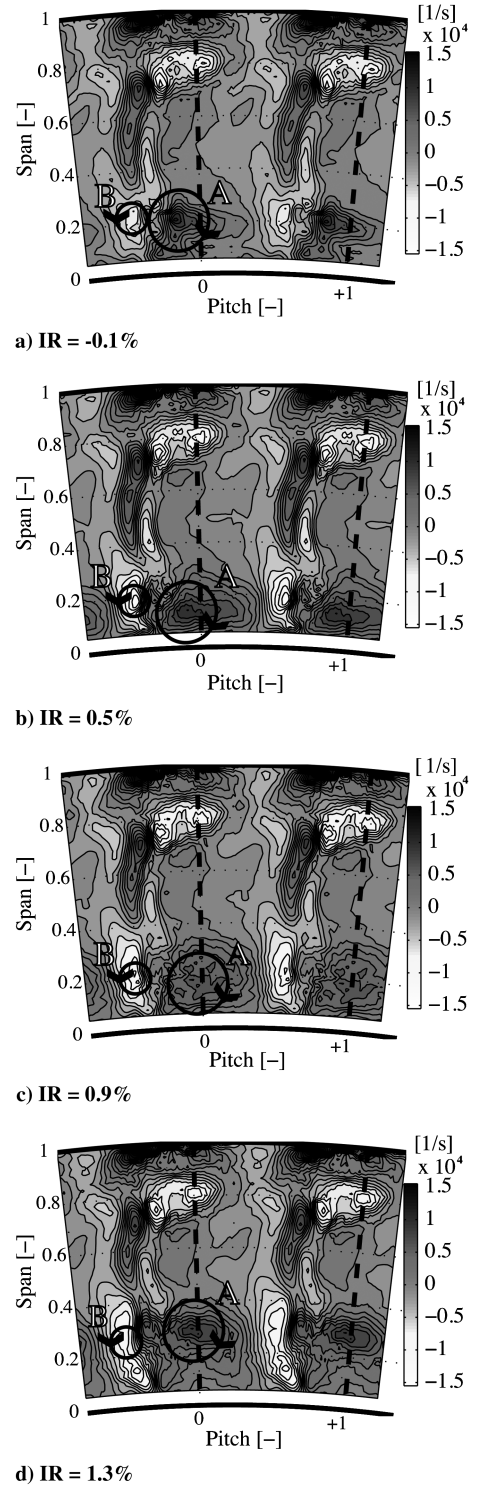 [1/s]
x 10⁴
1.5
1
0.5
0
−0.5
−1
−1.5
1
0.8
0.6
0.4
0.2
0
Span [−]
B
A
0
+1
Pitch [−]
a) IR = -0.1%
[1/s]
x 10⁴
1.5
1
0.5
0
−0.5
−1
−1.5
1
0.8
0.6
0.4
0.2
0
Span [−]
B
A
0
+1
Pitch [−]
b) IR = 0.5%
[1/s]
x 10⁴
1.5
1
0.5
0
−0.5
−1
−1.5
1
0.8
0.6
0.4
0.2
0
Span [−]
B
A
0
+1
Pitch [−]
c) IR = 0.9%
[1/s]
x 10⁴
1.5
1
0.5
0
−0.5
−1
−1.5
1
0.8
0.6
0.4
0.2
0
Span [−]
B
A
0
+1
Pitch [−]
d) IR = 1.3%